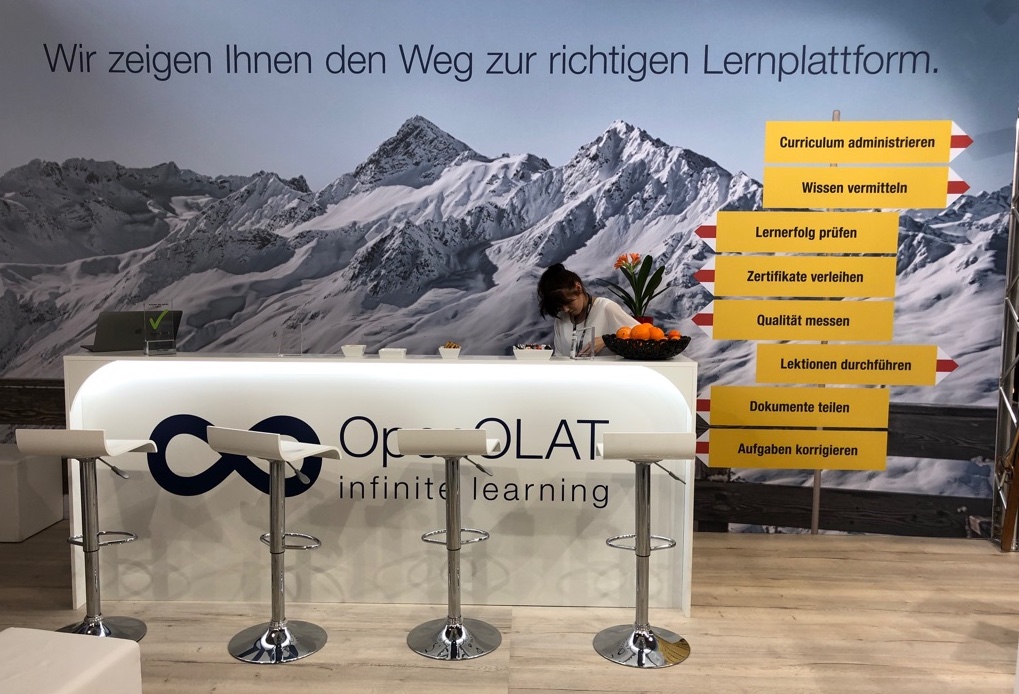 Wir zeigen Ihnen den Weg zur richtigen Lernplattform.
Curriculum administrieren
Wissen vermitteln
Lernerfolg prüfen
Zertifikate verleihen
Qualität messen
Lektionen durchführen
Dokumente teilen
Aufgaben korrigieren
OpenOLAT
infinite learning